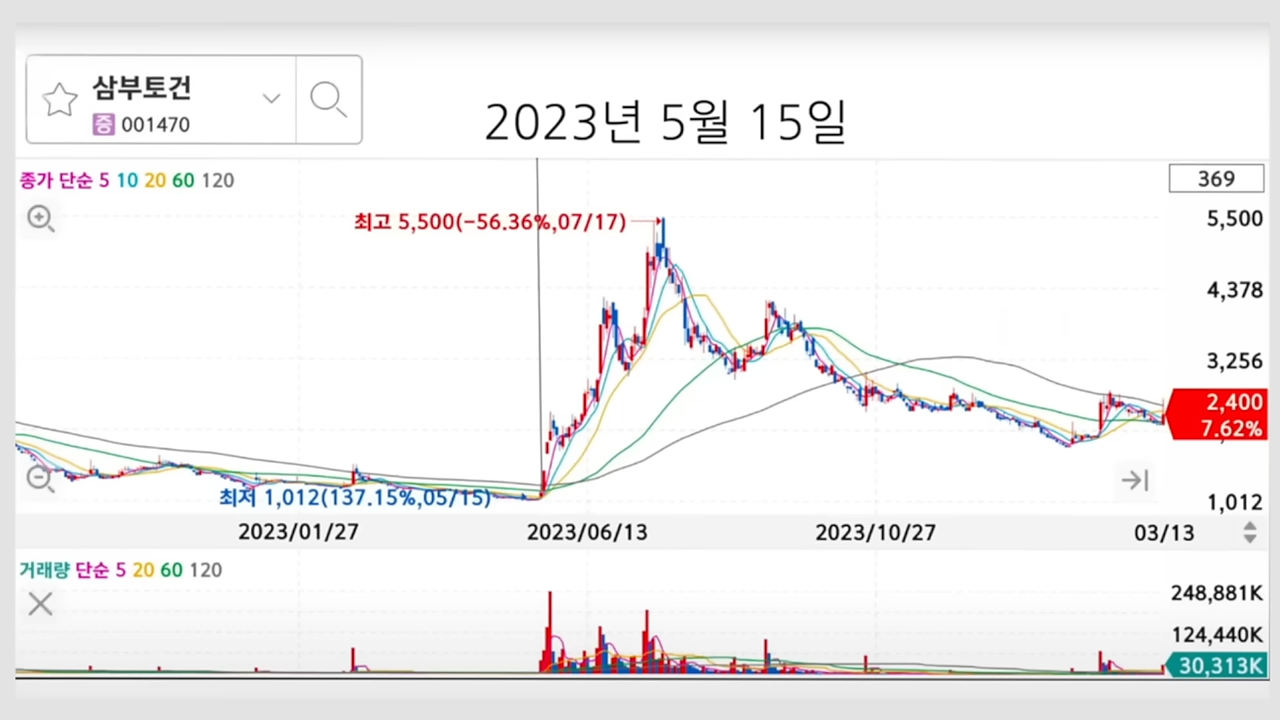 삼부토건
증 001470
2023년 5월 15일
종가 단순 5 10 20 60 120
369
최고 5,500(-56.36%,07/17)
5,500
4,378
3,256
2,400
7.62%
최저 1,012(137.15%,05/15)
1,012
2023/01/27 2023/06/13 2023/10/27 03/13
거래량 단순 5 20 60 120
248,881K
124,440K
30,313K